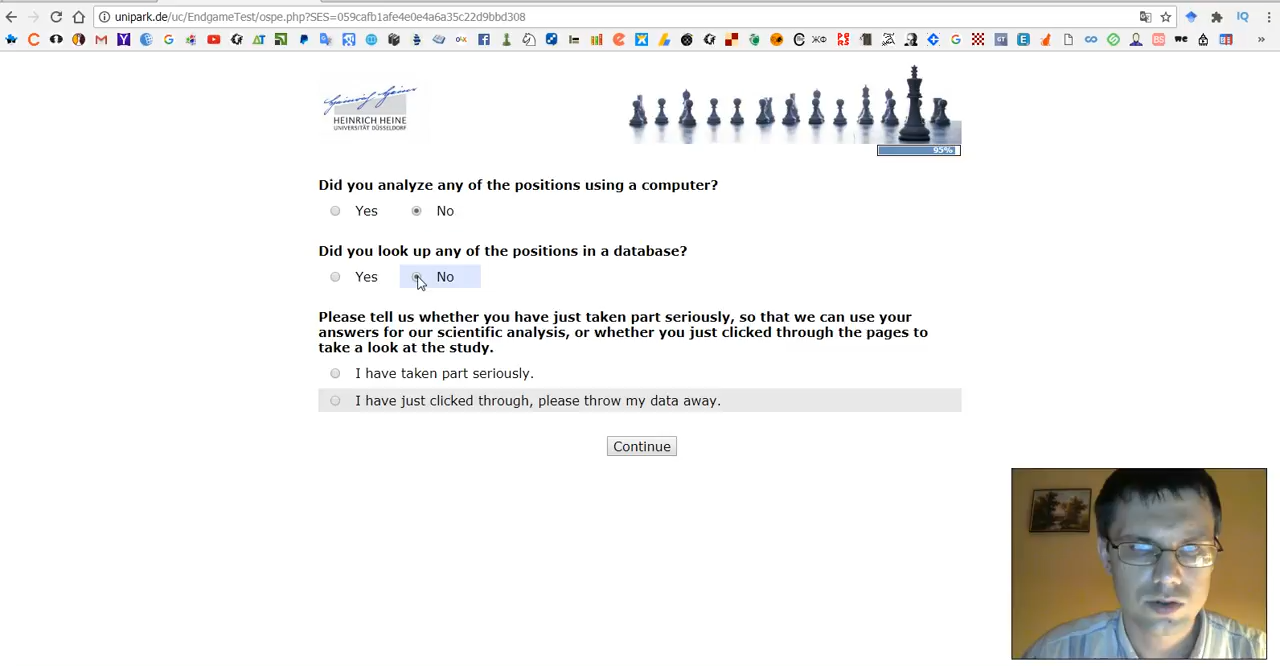 unipark.de/uc/EndgameTest/ospe.php?SES=059cafb1afe4e0e4a6a35c22d9bbd308
HEINRICH HEINE
UNIVERSITÄT DÜSSELDORF
95%
Did you analyze any of the positions using a computer?
Yes No
Did you look up any of the positions in a database?
Yes No
Please tell us whether you have just taken part seriously, so that we can use your
answers for our scientific analysis, or whether you just clicked through the pages to
take a look at the study.
I have taken part seriously.
I have just clicked through, please throw my data away.
Continue